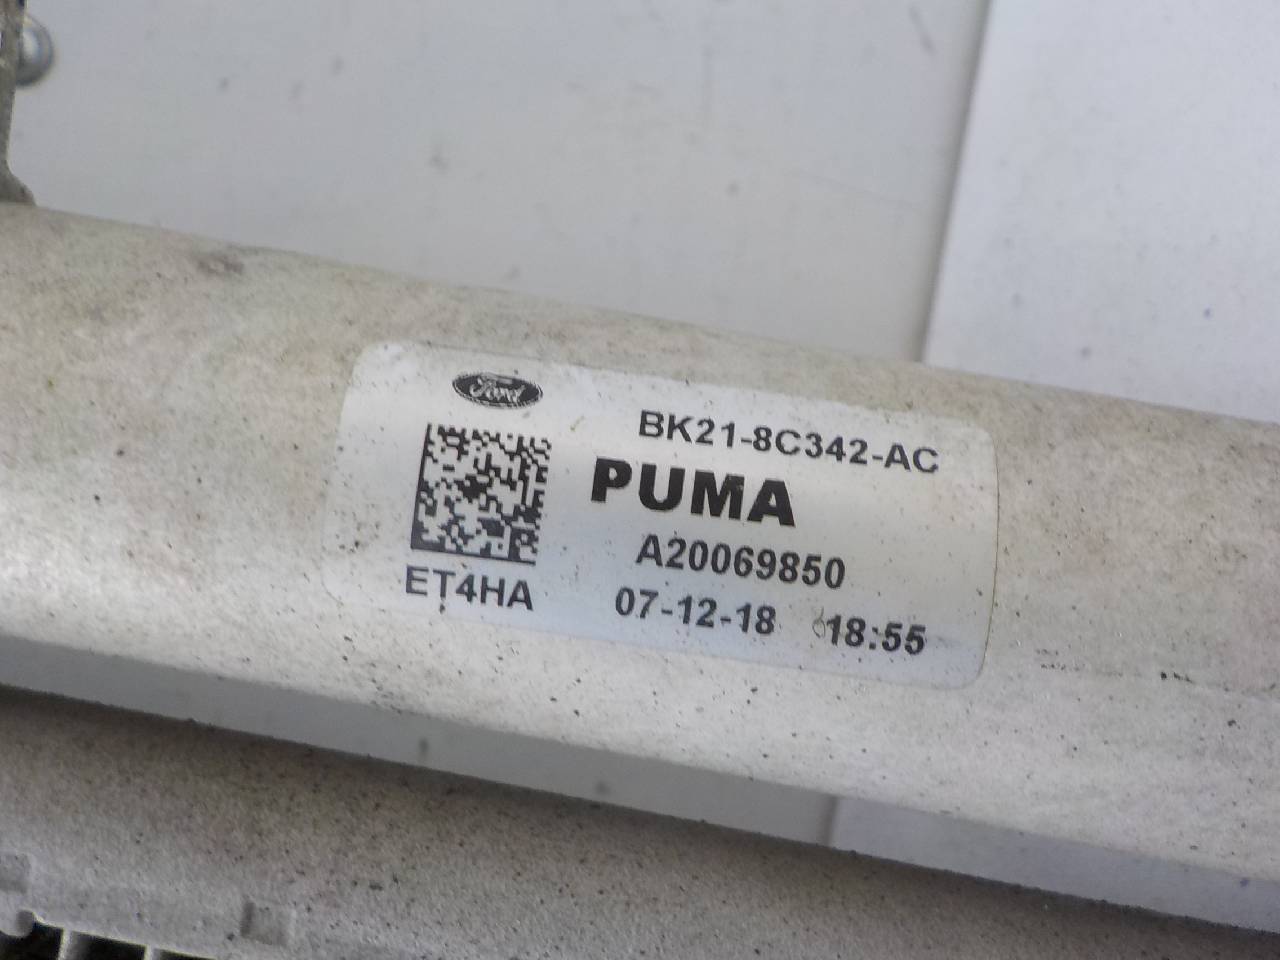 Ford
BK21-8C342-AC
PUMA
A20069850
ET4HA
07-12-18 18:55